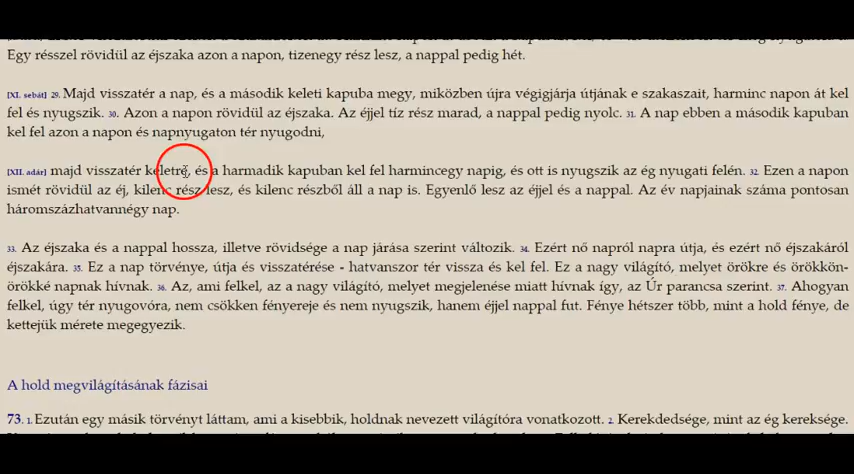 Egy résszel rövidül az éjszaka azon a napon, tizenegy rész lesz, a nappal pedig hét.
[XI. sebát] 29. Majd visszatér a nap, és a második keleti kapuba megy, miközben újra végigjárja útjának e szakaszait, harminc napon át kel
fel és nyugszik. 30. Azon a napon rövidül az éjszaka. Az éjjel tíz rész marad, a nappal pedig nyolc. 31. A nap ebben a második kapuban
kel fel azon a napon és napnyugaton tér nyugodni,
[XII. adár] majd visszatér keletre, és a harmadik kapuban kel fel harmincegy napig, és ott is nyugszik az ég nyugati felén. 32. Ezen a napon
ismét rövidül az éj, kilenc rész lesz, és kilenc részből áll a nap is. Egyenlő lesz az éjjel és a nappal. Az év napjainak száma pontosan
háromszázhatvannégy nap.
33. Az éjszaka és a nappal hossza, illetve rövidsége a nap járása szerint változik. 34. Ezért nő napról napra útja, és ezért nő éjszakáról
éjszakára. 35. Ez a nap törvénye, útja és visszatérése - hatvanszor tér vissza és kel fel. Ez a nagy világító, melyet örökre és örökkön-
örökké napnak hívnak. 36. Az, ami felkel, az a nagy világító, melyet megjelenése miatt hívnak így, az Úr parancsa szerint. 37. Ahogyan
felkel, úgy tér nyugovóra, nem csökken fényereje és nem nyugszik, hanem éjjel nappal fut. Fénye hétszer több, mint a hold fénye, de
kettejük mérete megegyezik.
A hold megvilágításának fázisai
73. 1. Ezután egy másik törvényt láttam, ami a kisebbik, holdnak nevezett világítóra vonatkozott. 2. Kerekdedsége, mint az ég kereksége.